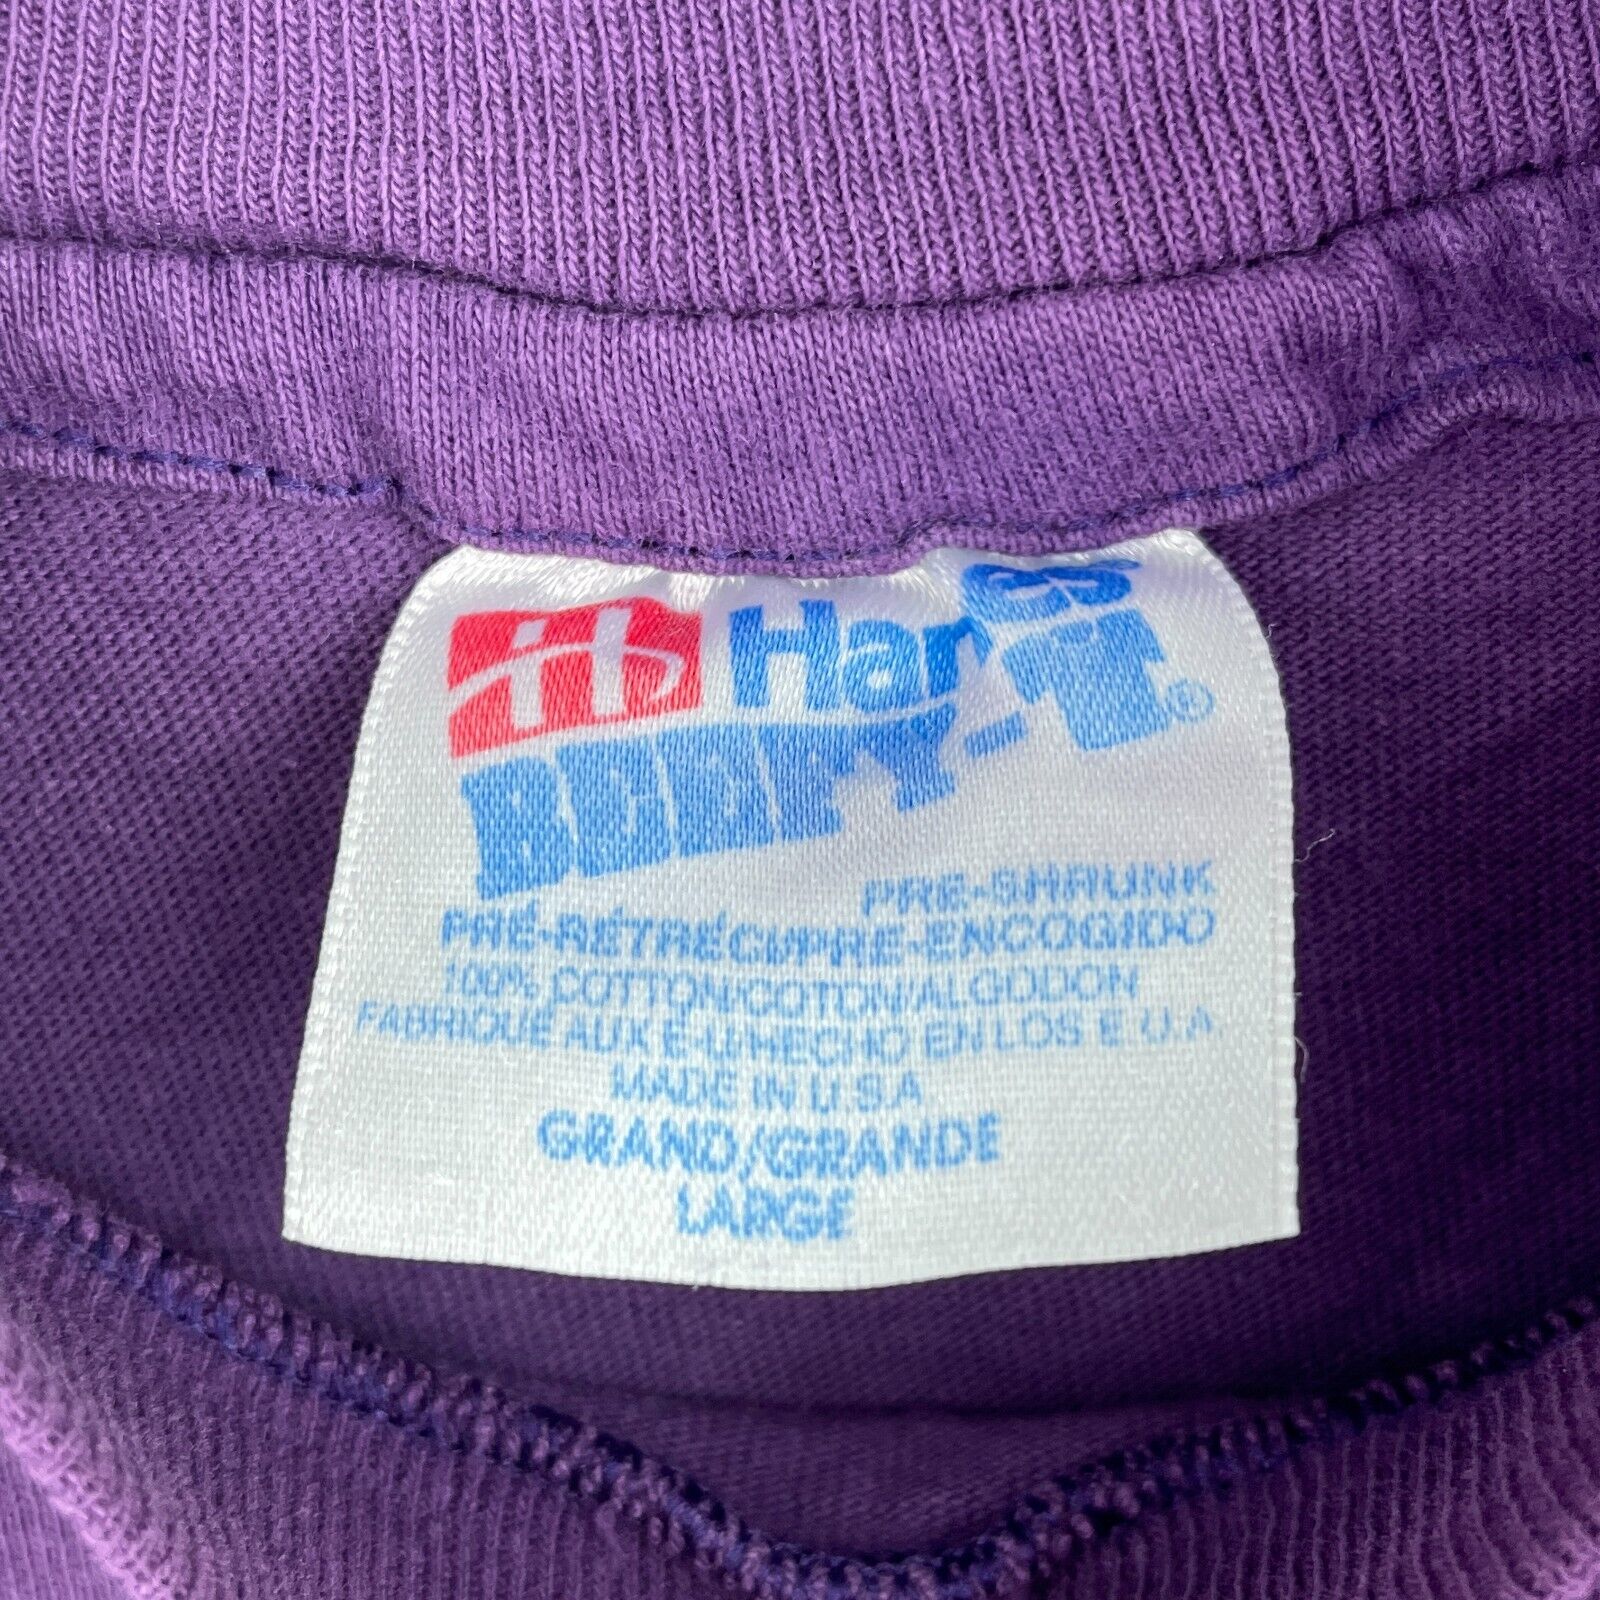 H Hanes®
BEEFY-T®
PRE-SHRUNK
PRÉ-RÉTRÉCI/PRE-ENCOGIDO
100% COTTON/COTON/ALGODON
FABRIQUE AUX E-U/HECHO EN LOS E U.A
MADE IN U.S.A
GRAND/GRANDE
LARGE